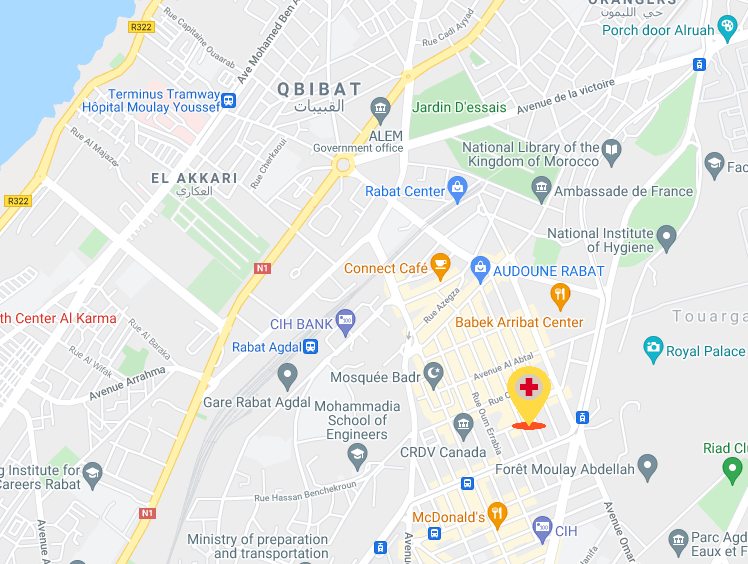 ORANGERS
حي الليمون
Porch door Alruah
R322
Rue Capitaine Ouaarab
Ave Mohamed Ben A
Rue Cadi Ayyad
Terminus Tramway
Hôpital Moulay Youssef
QBIBAT
القبيبات
Jardin D'essais
Avenue de la victoire
ALEM
Government office
Rue Al Majazer
Rue Cherkaoui
National Library of the
Kingdom of Morocco
Fac
EL AKKARI
العكاري
R322
Rabat Center
Ambassade de France
National Institute
of Hygiene
N1
Connect Café
AUDOUNE RABAT
Rue Azegza
th Center Al Karma
CIH BANK
Babek Arribat Center
Touarga
Rabat Agdal
Rue Al Baraka
Rue Al Wifak
Royal Palace
Avenue Al Abtal
Avenue Arrahma
Mosquée Badr
Gare Rabat Agdal
Rue Oum Errabia
Mohammadia
School of
Engineers
CRDV Canada
Riad Clu
g Institute for
Careers Rabat
Forêt Moulay Abdellah
Rue Hassan Benchekroun
N1
McDonald's
CIH
Avenue Omar
Ministry of preparation
and transportation
Parc Agd
Eaux et F
Avenue A
Avenue